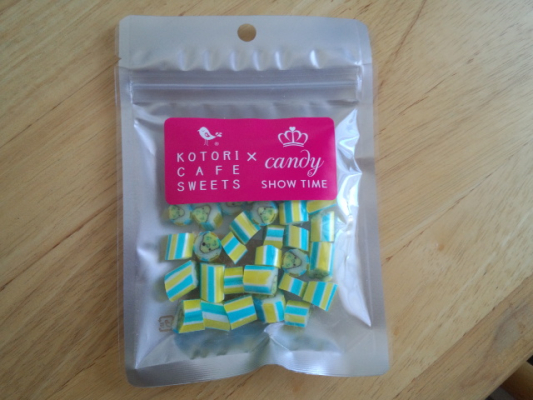 KOTORI ×
CAFE
SWEETS
candy
SHOW TIME